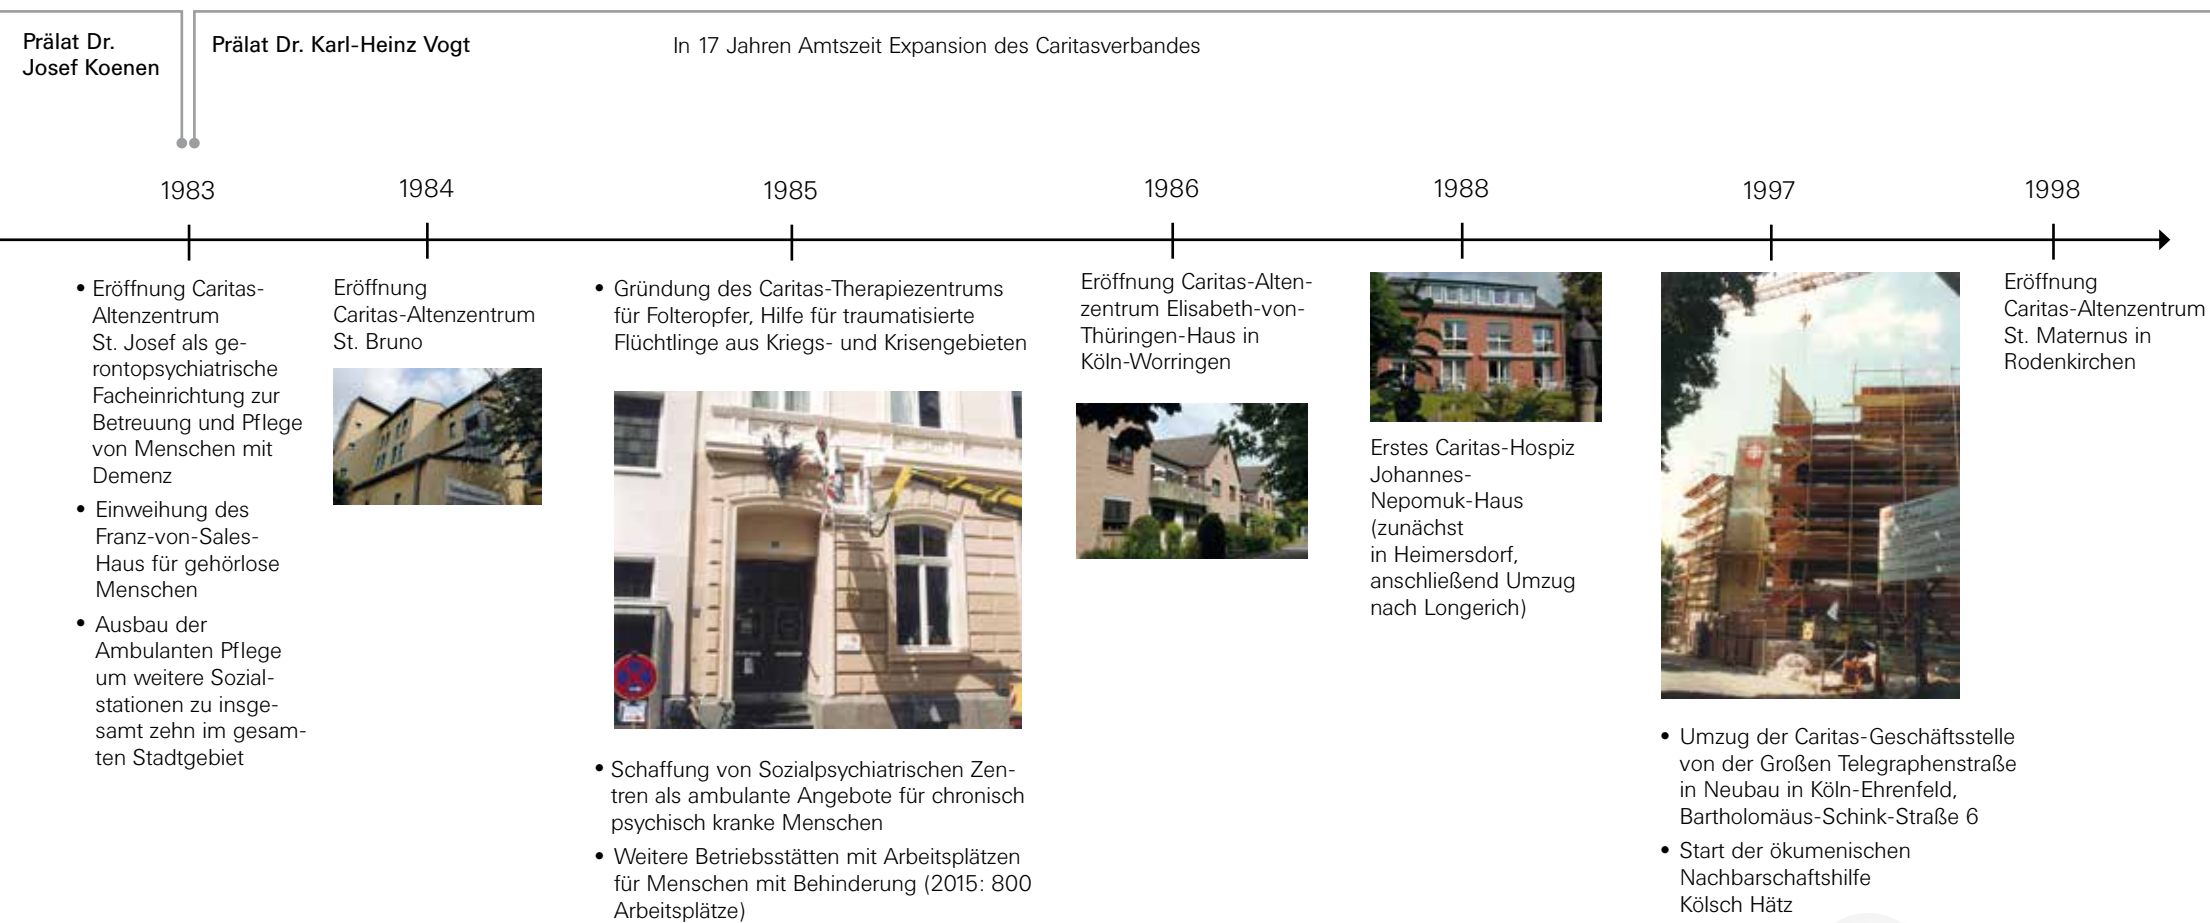 Prälat Dr.
Josef Koenen
Prälat Dr. Karl-Heinz Vogt
In 17 Jahren Amtszeit Expansion des Caritasverbandes
1983
• Eröffnung Caritas-
Altenzentrum
St. Josef als ge-
rontopsychiatrische
Facheinrichtung zur
Betreuung und Pflege
von Menschen mit
Demenz
• Einweihung des
Franz-von-Sales-
Haus für gehörlose
Menschen
• Ausbau der
Ambulanten Pflege
um weitere Sozial-
stationen zu insge-
samt zehn im gesam-
ten Stadtgebiet
1984
Eröffnung
Caritas-Altenzentrum
St. Bruno
1985
• Gründung des Caritas-Therapiezentrums
für Folteropfer, Hilfe für traumatisierte
Flüchtlinge aus Kriegs- und Krisengebieten
• Schaffung von Sozialpsychiatrischen Zen-
tren als ambulante Angebote für chronisch
psychisch kranke Menschen
• Weitere Betriebsstätten mit Arbeitsplätzen
für Menschen mit Behinderung (2015: 800
Arbeitsplätze)
1986
Eröffnung Caritas-Alten-
zentrum Elisabeth-von-
Thüringen-Haus in
Köln-Worringen
1988
Erstes Caritas-Hospiz
Johannes-
Nepomuk-Haus
(zunächst
in Heimersdorf,
anschließend Umzug
nach Longerich)
1997
• Umzug der Caritas-Geschäftsstelle
von der Großen Telegraphenstraße
in Neubau in Köln-Ehrenfeld,
Bartholomäus-Schink-Straße 6
• Start der ökumenischen
Nachbarschaftshilfe
Kölsch Hätz
1998
Eröffnung
Caritas-Altenzentrum
St. Maternus in
Rodenkirchen